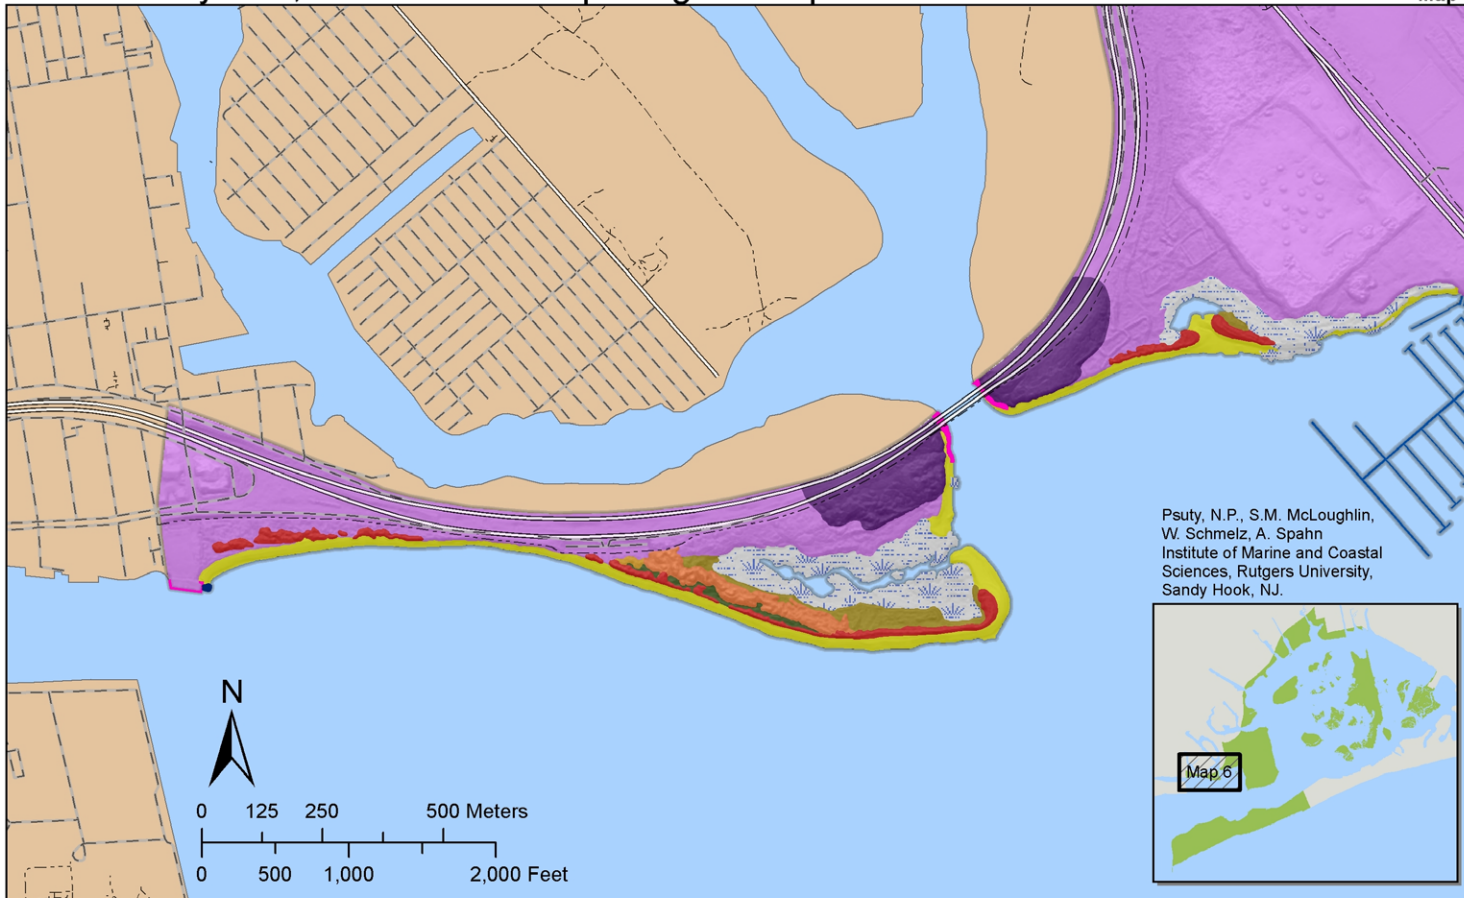 Psuty, N.P., S.M. McLoughlin,
W. Schmelz, A. Spahn
Institute of Marine and Coastal
Sciences, Rutgers University,
Sandy Hook, NJ.
Map 6
N
0 125 250 500 Meters
0 500 1,000 2,000 Feet